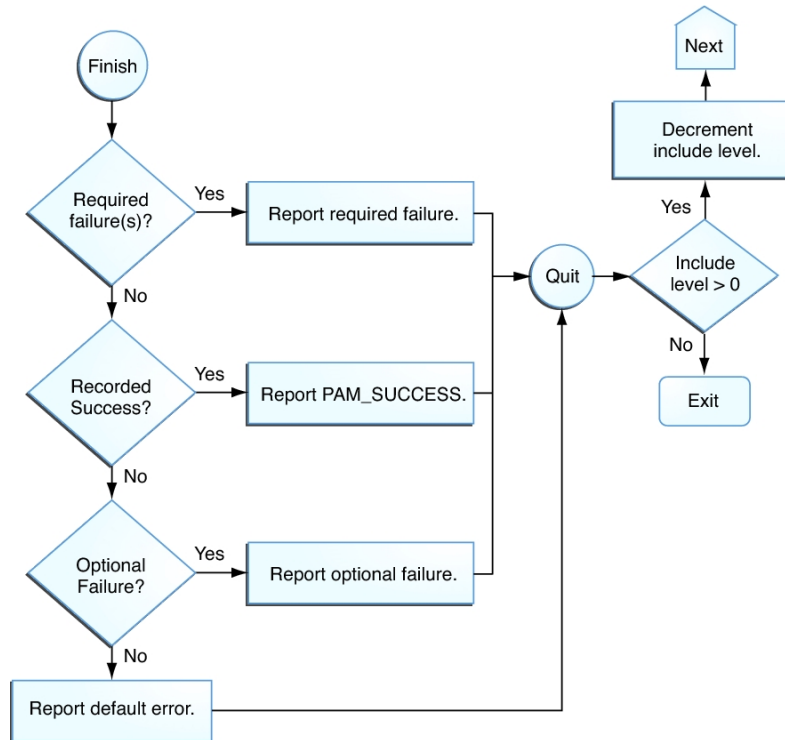 Finish
Required
failure(s)?
Yes
Report required failure.
No
Recorded
Success?
Yes
Report PAM_SUCCESS.
No
Optional
Failure?
Yes
Report optional failure.
No
Report default error.
Quit
Include
level > 0
Yes
Decrement
include level.
Next
No
Exit